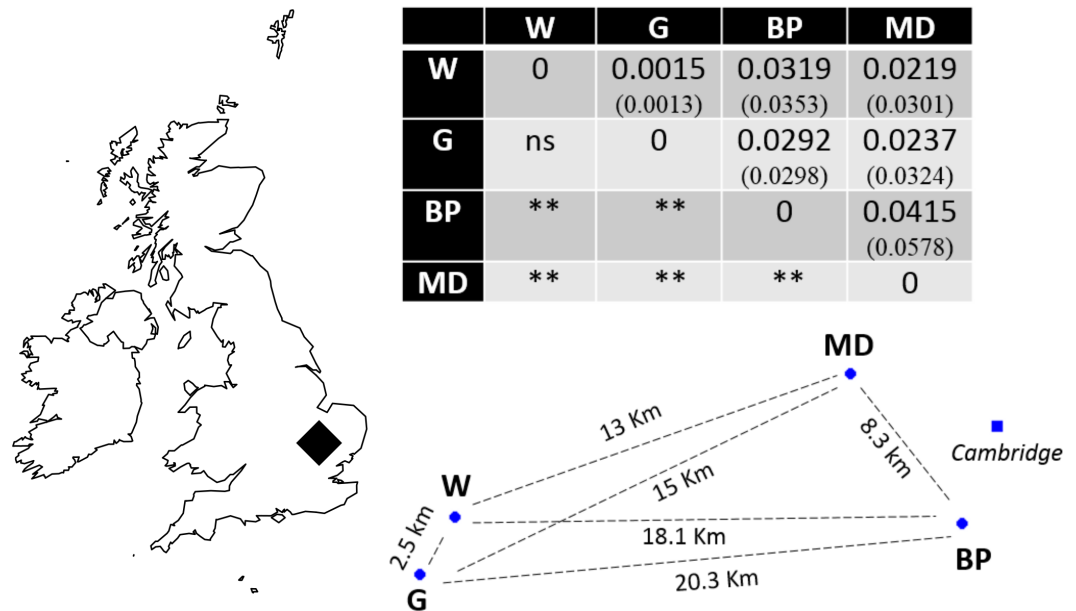 W G BP MD
W 0 0.0015 0.0319 0.0219
(0.0013) (0.0353) (0.0301)
G ns 0 0.0292 0.0237
(0.0298) (0.0324)
BP ** ** 0 0.0415
(0.0578)
MD ** ** ** 0
MD
13 Km
8.3 km
Cambridge
15 Km
W
2.5 km
18.1 Km
BP
20.3 Km
G